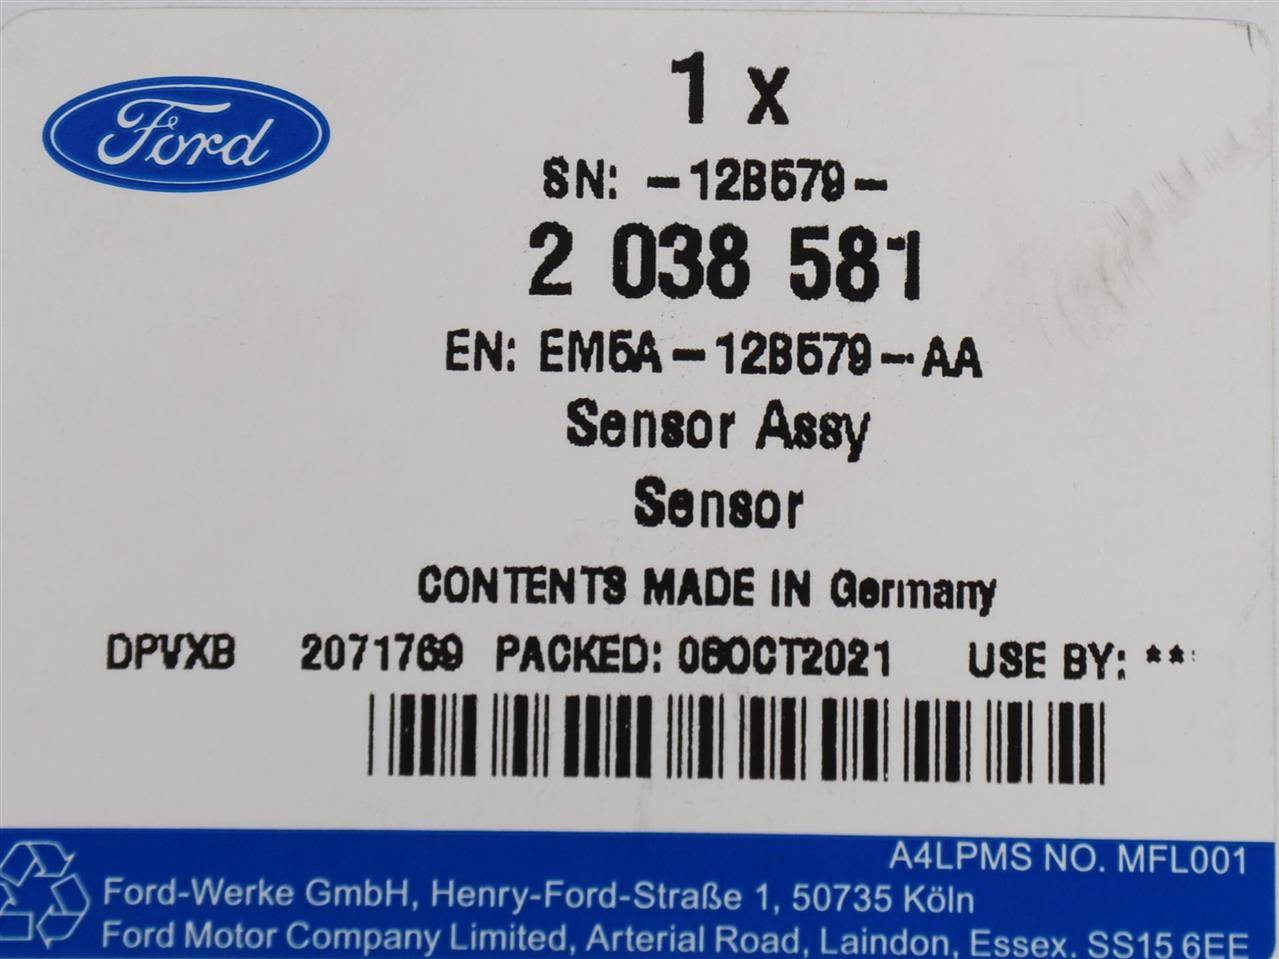 Ford
1 x
SN: -12B579-
2 038 581
EN: EM5A-12B579-AA
Sensor Assy
Sensor
CONTENTS MADE IN Germany
DPVXB 2071769 PACKED: 06OCT2021 USE BY: **
A4LPMS NO. MFL001
Ford-Werke GmbH, Henry-Ford-Straße 1, 50735 Köln
Ford Motor Company Limited, Arterial Road, Laindon, Essex. SS15 6EE